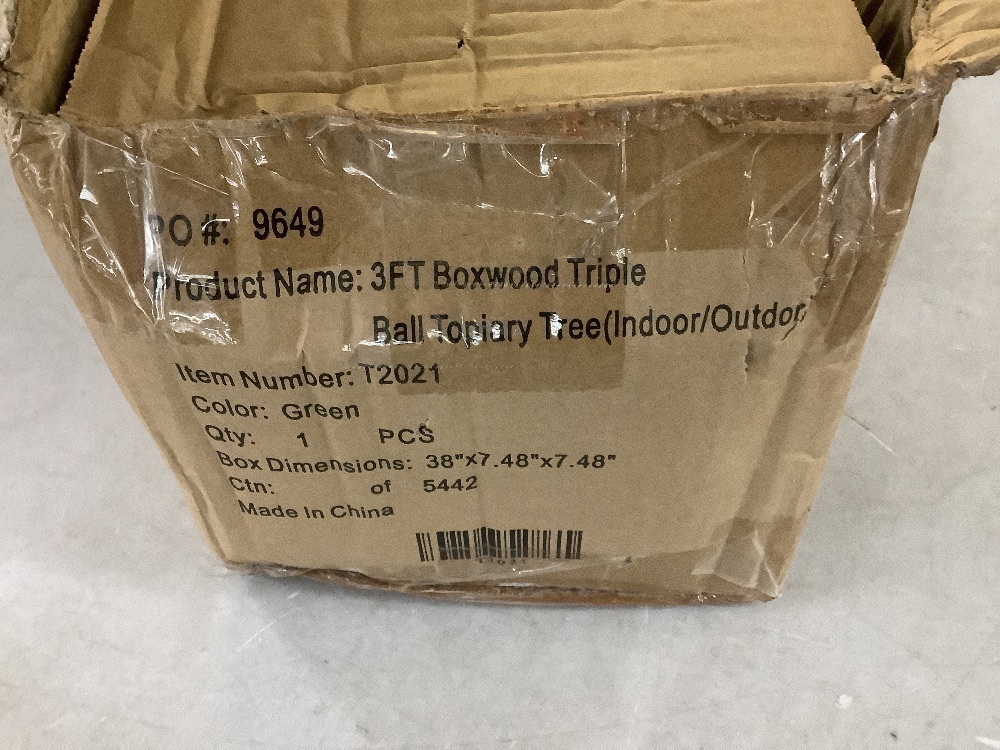 PO #: 9649
Product Name: 3FT Boxwood Triple
Ball Topiary Tree(Indoor/Outdor
Item Number: T2021
Color: Green
Qty: 1 PCS
Box Dimensions: 38"x7.48"x7.48"
Ctn: of 5442
Made In China